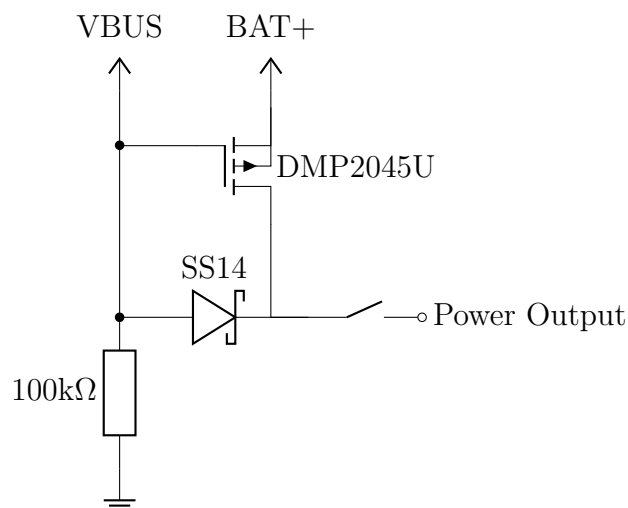 VBUS BAT+
DMP2045U
SS14
Power Output
100kΩ